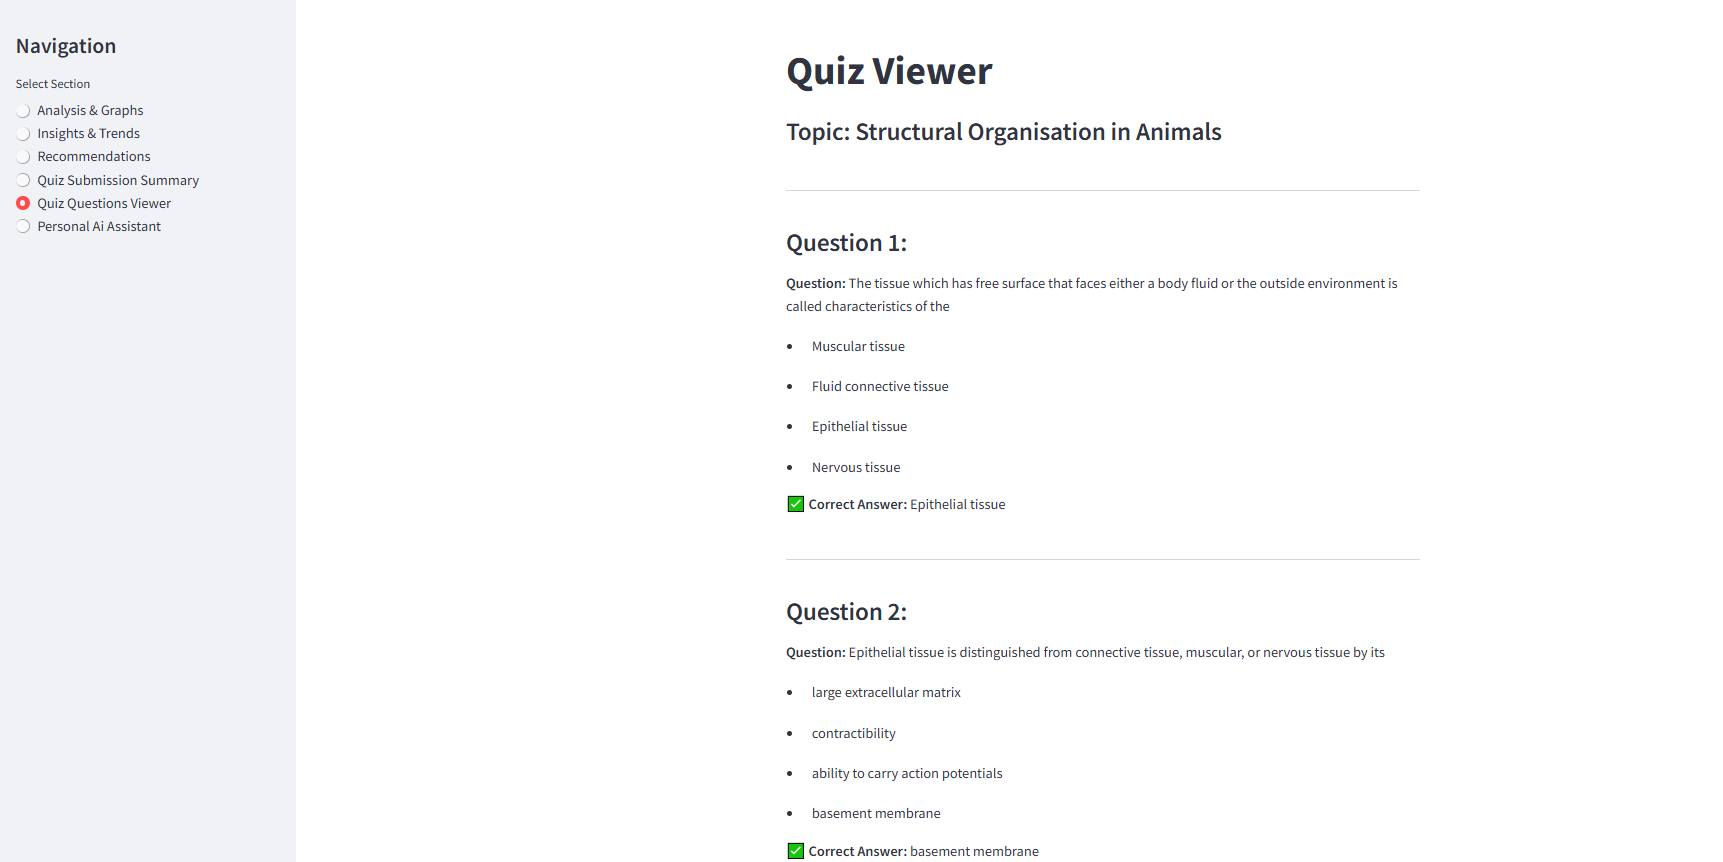 Navigation
Select Section
Analysis & Graphs
Insights & Trends
Recommendations
Quiz Submission Summary
Quiz Questions Viewer
Personal Ai Assistant
Quiz Viewer
Topic: Structural Organisation in Animals
Question 1:
Question: The tissue which has free surface that faces either a body fluid or the outside environment is
called characteristics of the
Muscular tissue
Fluid connective tissue
Epithelial tissue
Nervous tissue
Correct Answer: Epithelial tissue
Question 2:
Question: Epithelial tissue is distinguished from connective tissue, muscular, or nervous tissue by its
large extracellular matrix
contractibility
ability to carry action potentials
basement membrane
Correct Answer: basement membrane